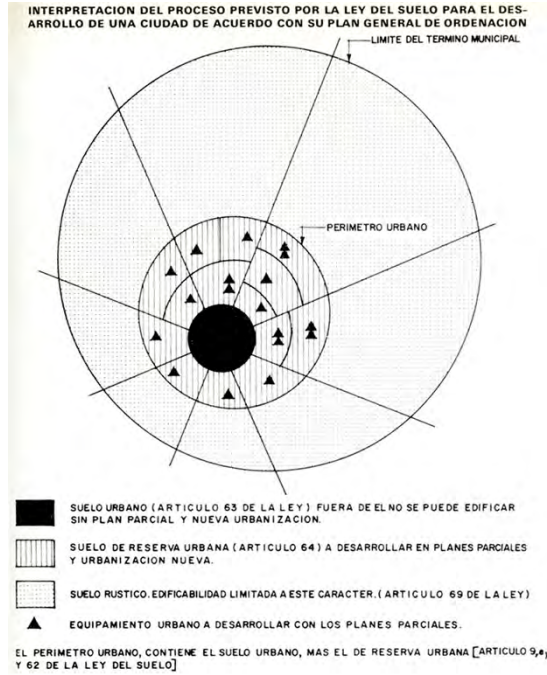 INTERPRETACION DEL PROCESO PREVISTO POR LA LEY DEL SUELO PARA EL DES-
ARROLLO DE UNA CIUDAD DE ACUERDO CON SU PLAN GENERAL DE ORDENACION
LIMITE DEL TERMINO MUNICIPAL
PERIMETRO URBANO
SUELO URBANO (ARTICULO 63 DE LA LEY) FUERA DE EL NO SE PUEDE EDIFICAR
SIN PLAN PARCIAL Y NUEVA URBANIZACION.
SUELO DE RESERVA URBANA (ARTICULO 64) A DESARROLLAR EN PLANES PARCIALES
Y URBANIZACION NUEVA.
SUELO RUSTICO. EDIFICABILIDAD LIMITADA A ESTE CARACTER. (ARTICULO 69 DE LA LEY)
EQUIPAMIENTO URBANO A DESARROLLAR CON LOS PLANES PARCIALES.
EL PERIMETRO URBANO, CONTIENE EL SUELO URBANO, MAS EL DE RESERVA URBANA [ARTICULO 9,e,
Y 62 DE LA LEY DEL SUELO]